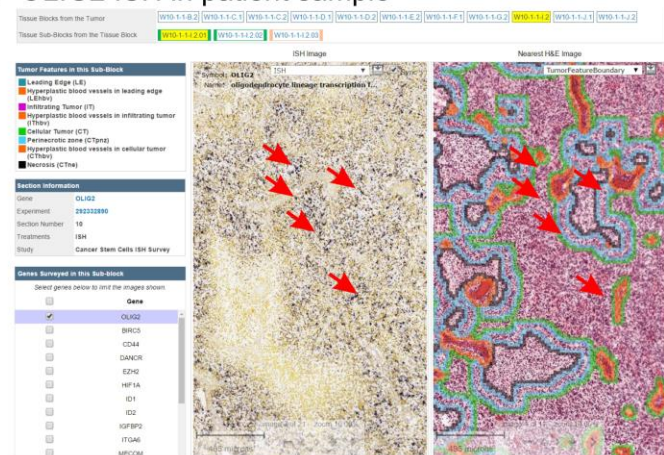 OLIG2 ISH in patient sample
Tissue Blocks from the Tumor W10-1-1-B.2 W10-1-1-C.1 W10-1-1-C.2 W10-1-1-D.1 W10-1-1-D.2 W10-1-1-E.2 W10-1-1-F.1 W10-1-1-G.2 W10-1-1-I.2 W10-1-1-J.1 W10-1-1-J.2
Tissue Sub-Blocks from the Tissue Block W10-1-1-I.2.01 W10-1-1-I.2.02 W10-1-1-I.2.03
ISH Image
Nearest H&E Image
Tumor Features in this Sub-Block
Leading Edge (LE)
Hyperplastic blood vessels in leading edge (LEhbv)
Infiltrating Tumor (IT)
Hyperplastic blood vessels in infiltrating tumor (IThbv)
Cellular Tumor (CT)
Perinecrotic zone (CTpnz)
Hyperplastic blood vessels in cellular tumor (CThbv)
Necrosis (CTne)
Symbol: OLIG2
ISH
Name: oligodendrocyte lineage transcription f...
TumorFeatureBoundary
Section Information
Gene OLIG2
Experiment 292332890
Section Number 10
Treatments ISH
Study Cancer Stem Cells ISH Survey
Genes Surveyed in this Sub-block
Select genes below to limit the images shown
Gene
OLIG2
BIRC5
CD44
DANCR
EZH2
HIF1A
ID1
ID2
IGFBP2
ITGA6
MECOM
495 microns